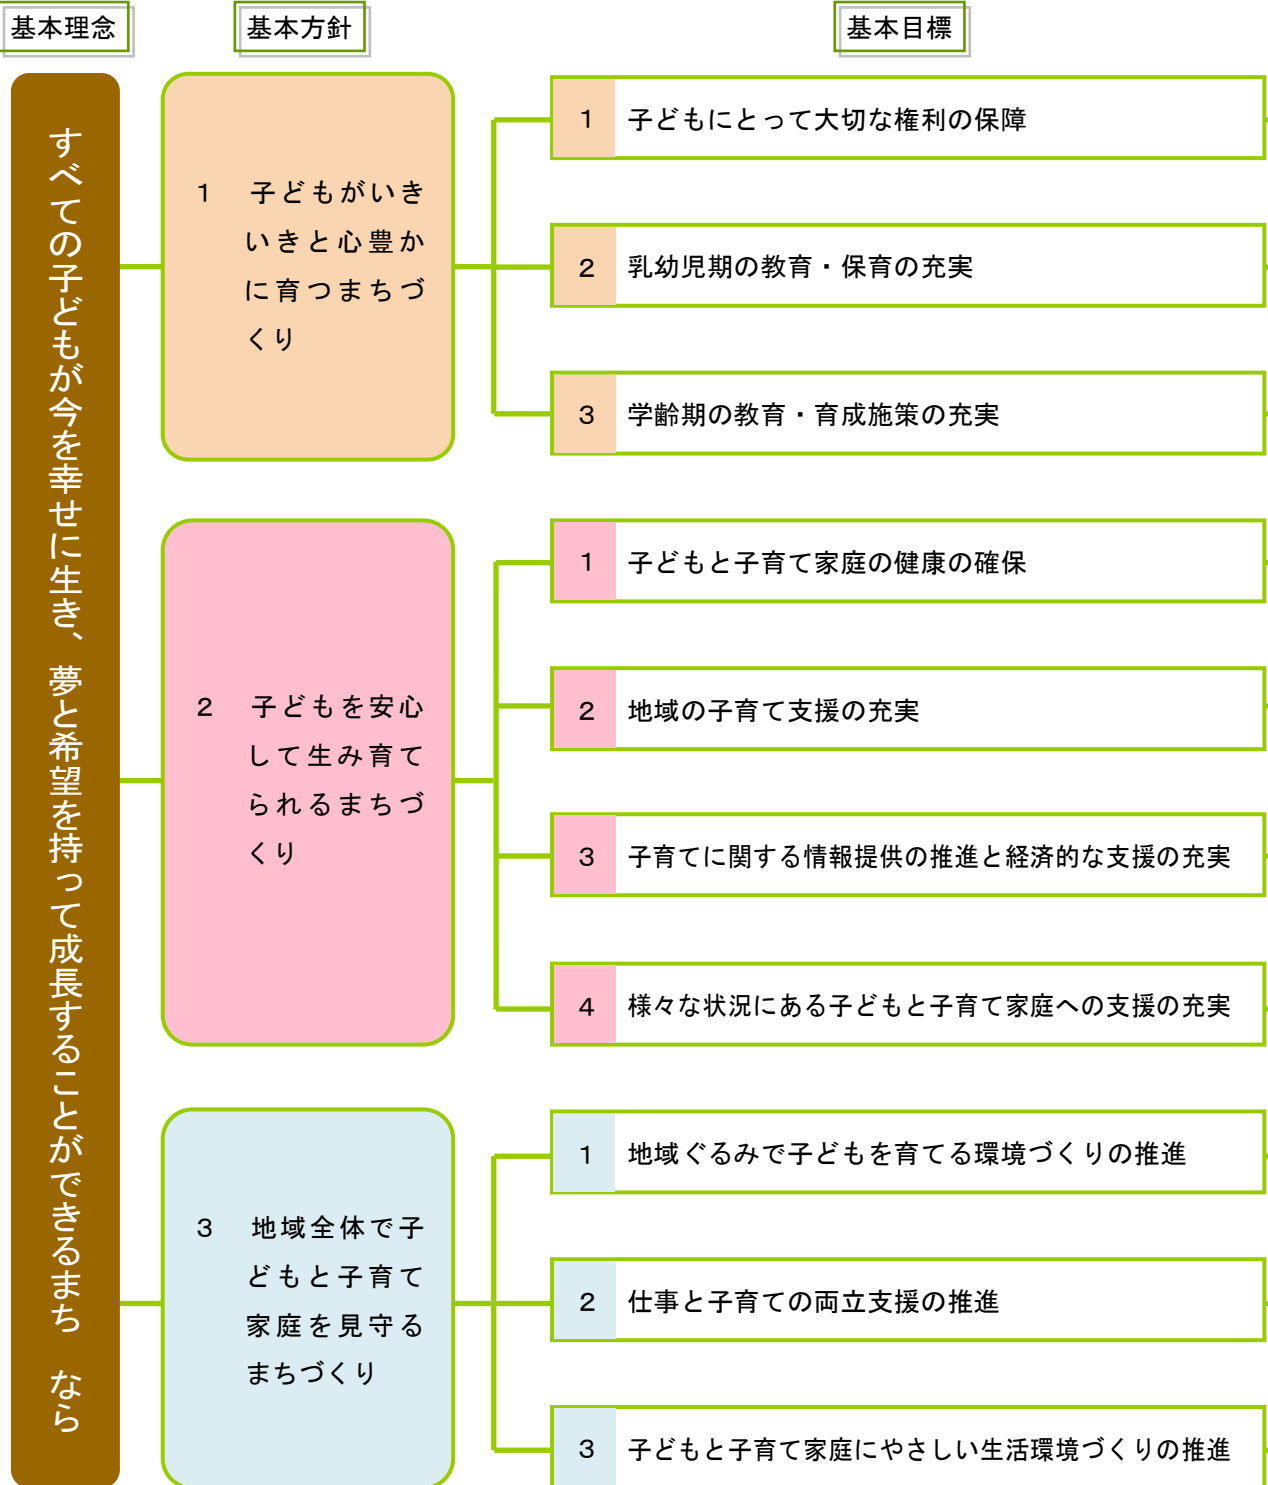 基本理念
基本方針
基本目標
すべての子どもが今を幸せに生き、夢と希望を持って成長することができるまち　なら
1　子どもがいき
いきと心豊か
に育つまちづ
くり
1　子どもにとって大切な権利の保障
2　乳幼児期の教育・保育の充実
3　学齢期の教育・育成施策の充実
2　子どもを安心
して生み育て
られるまちづ
くり
1　子どもと子育て家庭の健康の確保
2　地域の子育て支援の充実
3　子育てに関する情報提供の推進と経済的な支援の充実
4　様々な状況にある子どもと子育て家庭への支援の充実
3　地域全体で子
どもと子育て
家庭を見守る
まちづくり
1　地域ぐるみで子どもを育てる環境づくりの推進
2　仕事と子育ての両立支援の推進
3　子どもと子育て家庭にやさしい生活環境づくりの推進